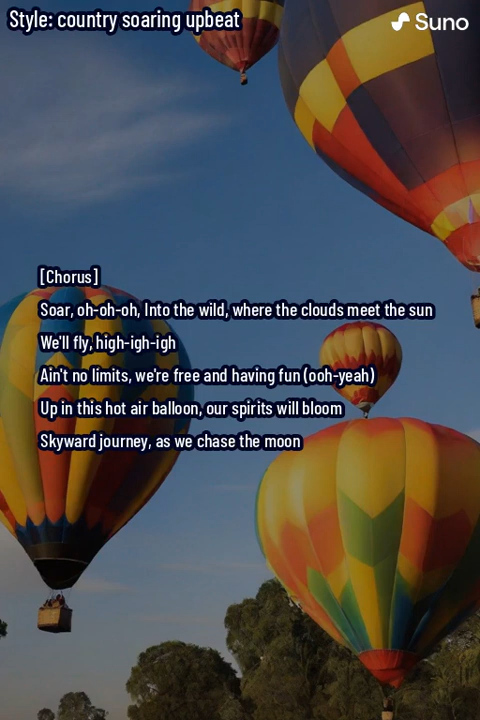 Style: country soaring upbeat
Suno
[Chorus]
Soar, oh-oh-oh, Into the wild, where the clouds meet the sun
We'll fly, high-igh-igh
Ain't no limits, we're free and having fun (ooh-yeah)
Up in this hot air balloon, our spirits will bloom
Skyward journey, as we chase the moon